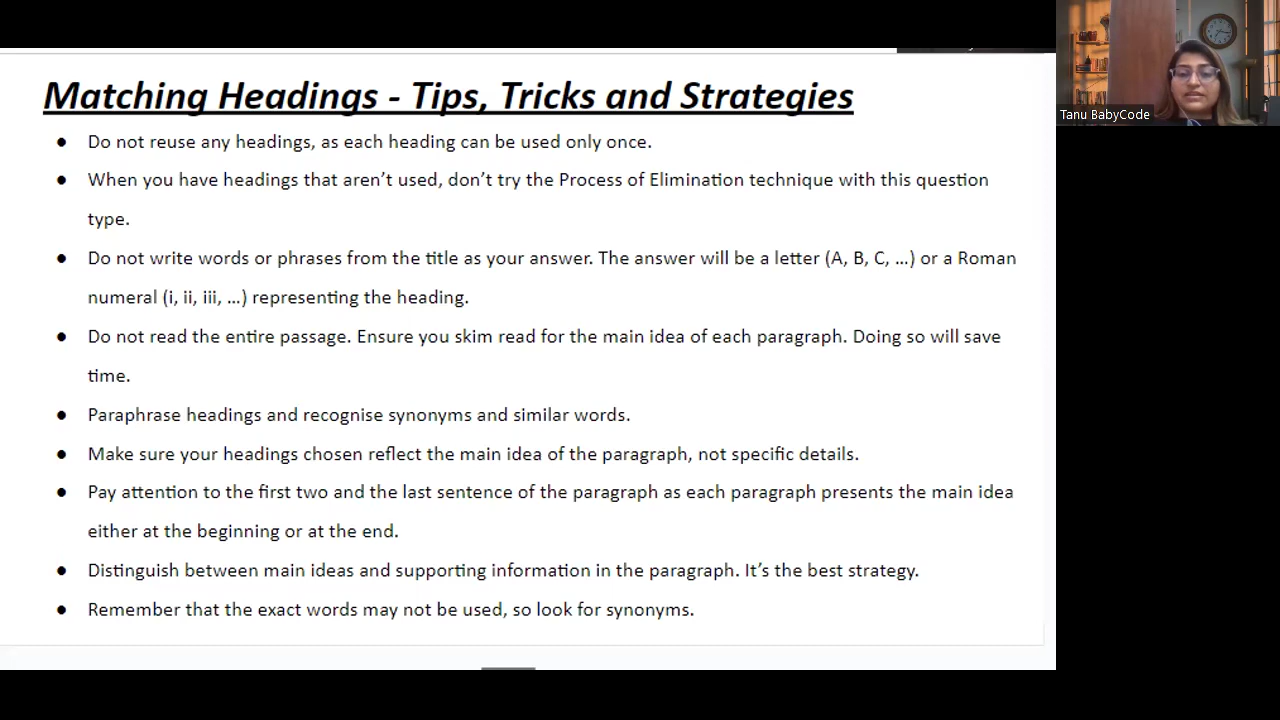 Matching Headings - Tips, Tricks and Strategies
● Do not reuse any headings, as each heading can be used only once.
● When you have headings that aren't used, don't try the Process of Elimination technique with this question
type.
● Do not write words or phrases from the title as your answer. The answer will be a letter (A, B, C, …) or a Roman
numeral (i, ii, iii, …) representing the heading.
● Do not read the entire passage. Ensure you skim read for the main idea of each paragraph. Doing so will save
time.
● Paraphrase headings and recognise synonyms and similar words.
● Make sure your headings chosen reflect the main idea of the paragraph, not specific details.
● Pay attention to the first two and the last sentence of the paragraph as each paragraph presents the main idea
either at the beginning or at the end.
● Distinguish between main ideas and supporting information in the paragraph. It's the best strategy.
● Remember that the exact words may not be used, so look for synonyms.
Tanu BabyCode